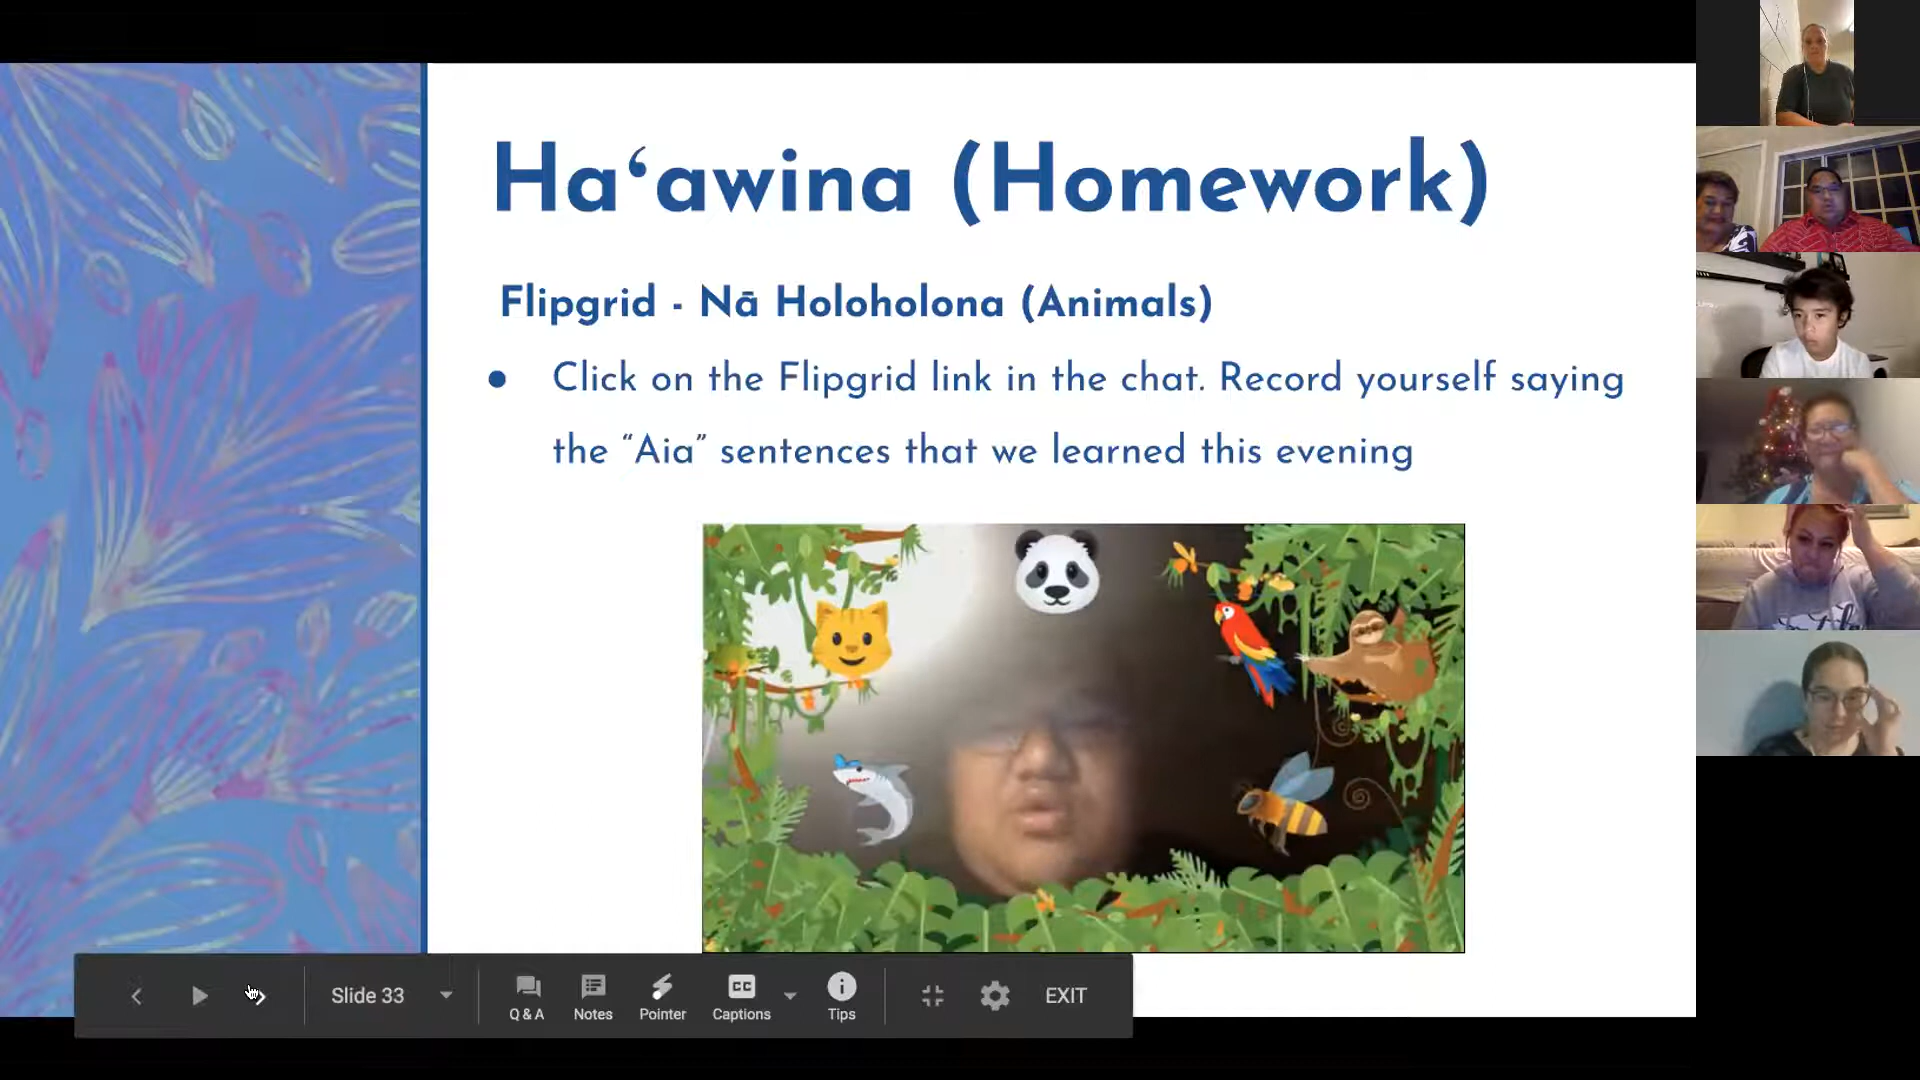 Haʻawina (Homework)
Flipgrid - Nā Holoholona (Animals)
● Click on the Flipgrid link in the chat. Record yourself saying
the “Aia” sentences that we learned this evening
Slide 33
Q & A
Notes
Pointer
CC
Captions
Tips
EXIT